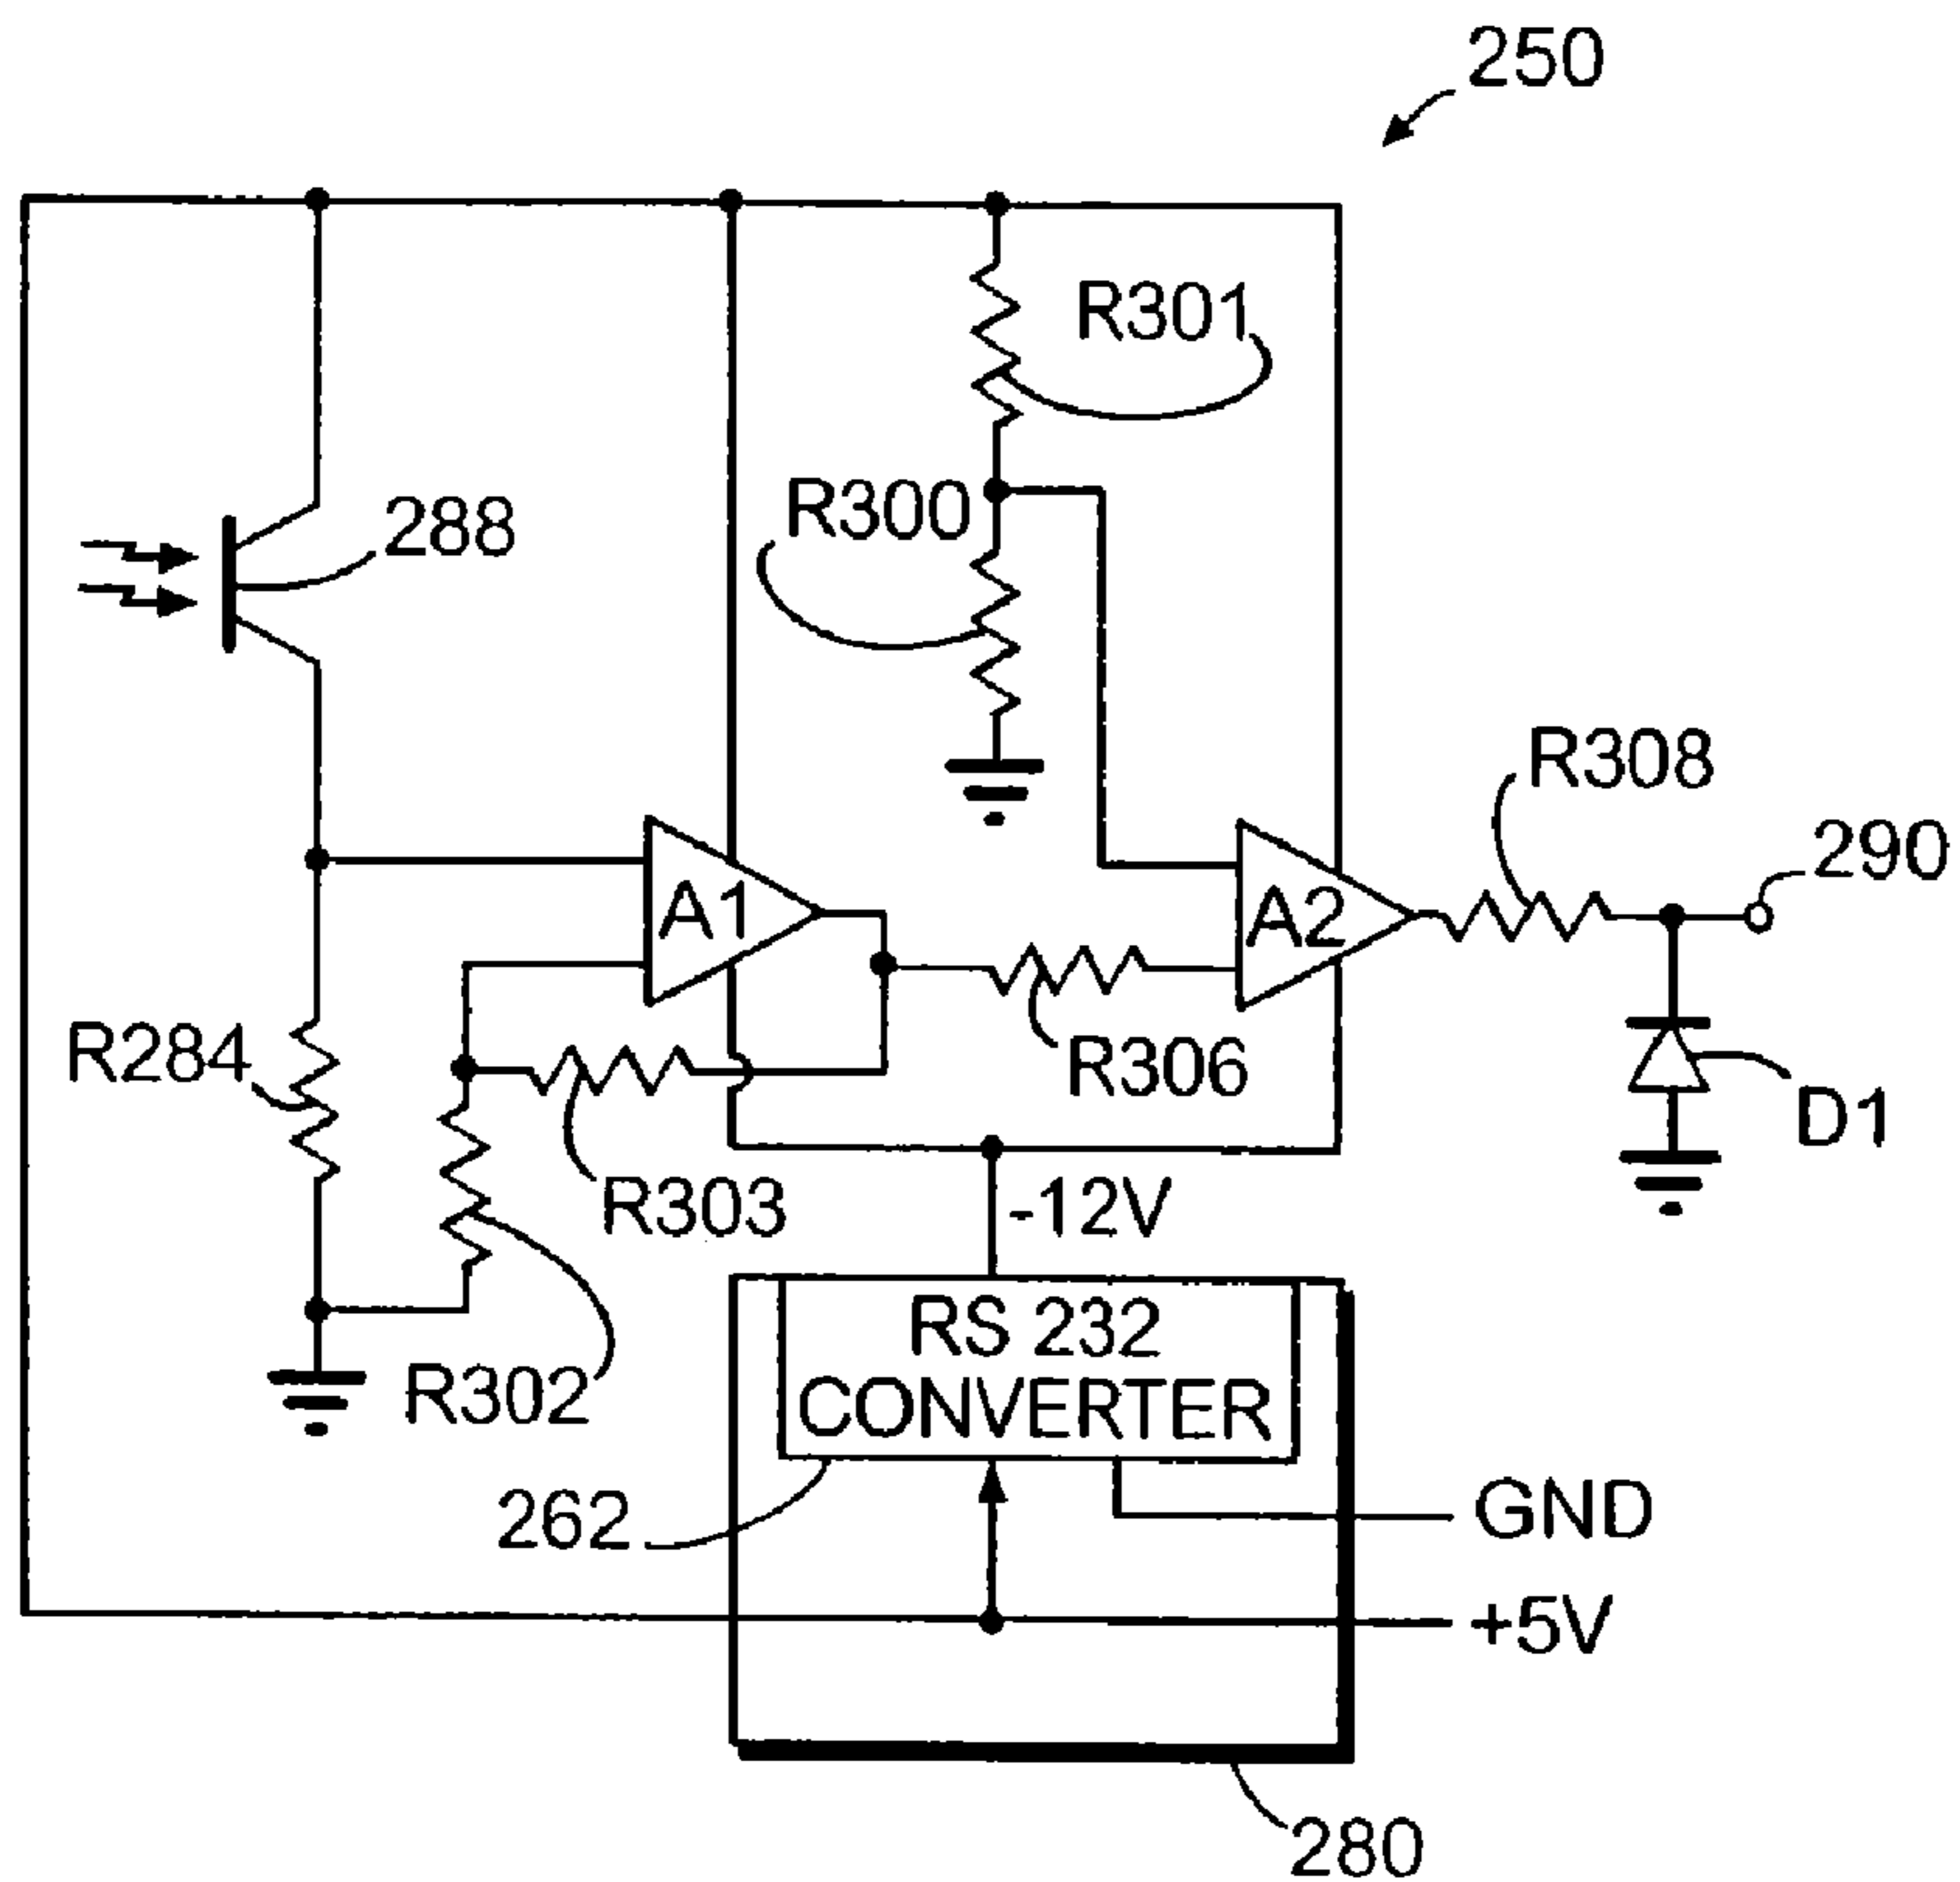 250
R301
R300
288
R308
290
A1
A2
R284
R306
D1
R303
-12V
RS 232
CONVERTER
R302
262
GND
+5V
280